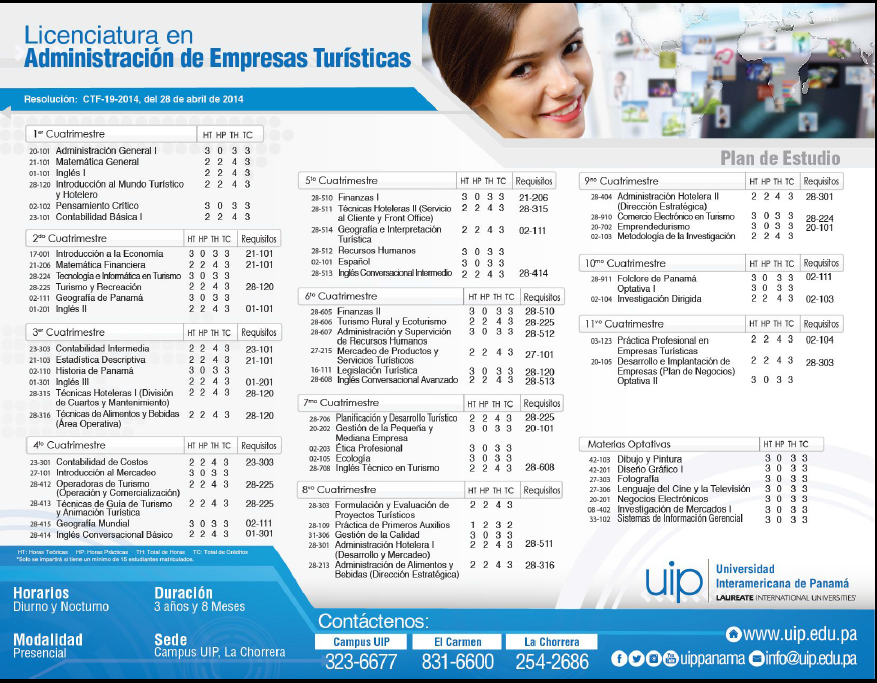 Licenciatura en
Administración de Empresas Turísticas
Resolución: CTF-19-2014, del 28 de abril de 2014
Plan de Estudio
1er Cuatrimestre HT HP TH TC
20-101 Administración General I 3 0 3 3
21-101 Matemática General 2 2 4 3
01-101 Inglés I 2 2 4 3
28-120 Introducción al Mundo Turístico 2 2 4 3
y Hotelero
02-102 Pensamiento Crítico 3 0 3 3
23-101 Contabilidad Básica I 2 2 4 3
2do Cuatrimestre HT HP TH TC Requisitos
17-001 Introducción a la Economía 3 0 3 3 21-101
21-206 Matemática Financiera 2 2 4 3 21-101
28-224 Tecnología e Informática en Turismo 3 0 3 3
28-225 Turismo y Recreación 2 2 4 3 28-120
02-111 Geografía de Panamá 3 0 3 3
01-201 Inglés II 2 2 4 3 01-101
3er Cuatrimestre HT HP TH TC Requisitos
23-303 Contabilidad Intermedia 2 2 4 3 23-101
21-103 Estadística Descriptiva 2 2 4 3 21-101
02-110 Historia de Panamá 3 0 3 3
01-301 Inglés III 2 2 4 3 01-201
28-315 Técnicas Hoteleras I (División 2 2 4 3 28-120
de Cuartos y Mantenimiento)
28-316 Técnicas de Alimentos y Bebidas 2 2 4 3 28-120
(Área Operativa)
4to Cuatrimestre HT HP TH TC Requisitos
23-301 Contabilidad de Costos 2 2 4 3 23-303
27-101 Introducción al Mercadeo 3 0 3 3
28-412 Operadoras de Turismo 2 2 4 3 28-225
(Operación y Comercialización)
28-413 Técnicas de Guía de Turismo 2 2 4 3 28-225
y Animación Turística
28-415 Geografía Mundial 3 0 3 3 02-111
28-414 Inglés Conversacional Básico 2 2 4 3 01-301
HT: Horas Teóricas HP: Horas Prácticas TH: Total de Horas TC: Total de Créditos
*Solo se impartirá si tiene un mínimo de 15 estudiantes matriculados.
5to Cuatrimestre HT HP TH TC Requisitos
28-510 Finanzas I 3 0 3 3 21-206
28-511 Técnicas Hoteleras II (Servicio 2 2 4 3 28-315
al Cliente y Front Office)
28-514 Geografía e Interpretación 2 2 4 3 02-111
Turística
28-512 Recursos Humanos 3 0 3 3
02-101 Español 3 0 3 3
28-513 Inglés Conversacional Intermedio 2 2 4 3 28-414
6to Cuatrimestre HT HP TH TC Requisitos
28-605 Finanzas II 3 0 3 3 28-510
28-606 Turismo Rural y Ecoturismo 2 2 4 3 28-225
28-607 Administración y Supervición 3 0 3 3 28-512
de Recursos Humanos
27-215 Mercadeo de Productos y 2 2 4 3 27-101
Servicios Turísticos
16-111 Legislación Turística 3 0 3 3 28-120
28-608 Inglés Conversacional Avanzado 2 2 4 3 28-513
7mo Cuatrimestre HT HP TH TC Requisitos
28-706 Planificación y Desarrollo Turístico 2 2 4 3 28-225
20-202 Gestión de la Pequeña y 3 0 3 3 20-101
Mediana Empresa
02-203 Ética Profesional 3 0 3 3
02-105 Ecología 3 0 3 3
28-708 Inglés Técnico en Turismo 2 2 4 3 28-608
8vo Cuatrimestre HT HP TH TC Requisitos
28-303 Formulación y Evaluación de 2 2 4 3
Proyectos Turísticos
28-109 Práctica de Primeros Auxilios 1 2 3 2
31-306 Gestión de la Calidad 3 0 3 3
28-301 Administración Hotelera I 2 2 4 3 28-511
(Desarrollo y Mercadeo)
28-213 Administración de Alimentos y 2 2 4 3 28-316
Bebidas (Dirección Estratégica)
9no Cuatrimestre HT HP TH TC Requisitos
28-404 Administración Hotelera II 2 2 4 3 28-301
(Dirección Estratégica)
28-910 Comercio Electrónico en Turismo 3 0 3 3 28-224
20-702 Emprendedurismo 3 0 3 3 20-101
02-103 Metodología de la Investigación 2 2 4 3
10mo Cuatrimestre HT HP TH TC Requisitos
28-911 Folclore de Panamá 3 0 3 3 02-111
Optativa I 3 0 3 3
02-104 Investigación Dirigida 2 2 4 3 02-103
11vo Cuatrimestre HT HP TH TC Requisitos
03-123 Práctica Profesional en 2 2 4 3 02-104
Empresas Turísticas
20-105 Desarrollo e Implantación de 2 2 4 3 28-303
Empresas (Plan de Negocios)
Optativa II 3 0 3 3
Materias Optativas HT HP TH TC
42-103 Dibujo y Pintura 3 0 3 3
42-201 Diseño Gráfico I 3 0 3 3
27-303 Fotografía 3 0 3 3
27-306 Lenguaje del Cine y la Televisión 3 0 3 3
20-201 Negocios Electrónicos 3 0 3 3
08-402 Investigación de Mercados I 3 0 3 3
33-102 Sistemas de Información Gerencial 3 0 3 3
Horarios
Diurno y Nocturno
Duración
3 años y 8 Meses
Modalidad
Presencial
Sede
Campus UIP, La Chorrera
uip
Universidad
Interamericana de Panamá
LAUREATE INTERNATIONAL UNIVERSITIES
Contáctenos:
Campus UIP
323-6677
El Carmen
831-6600
La Chorrera
254-2686
www.uip.edu.pa
uippanama info@uip.edu.pa